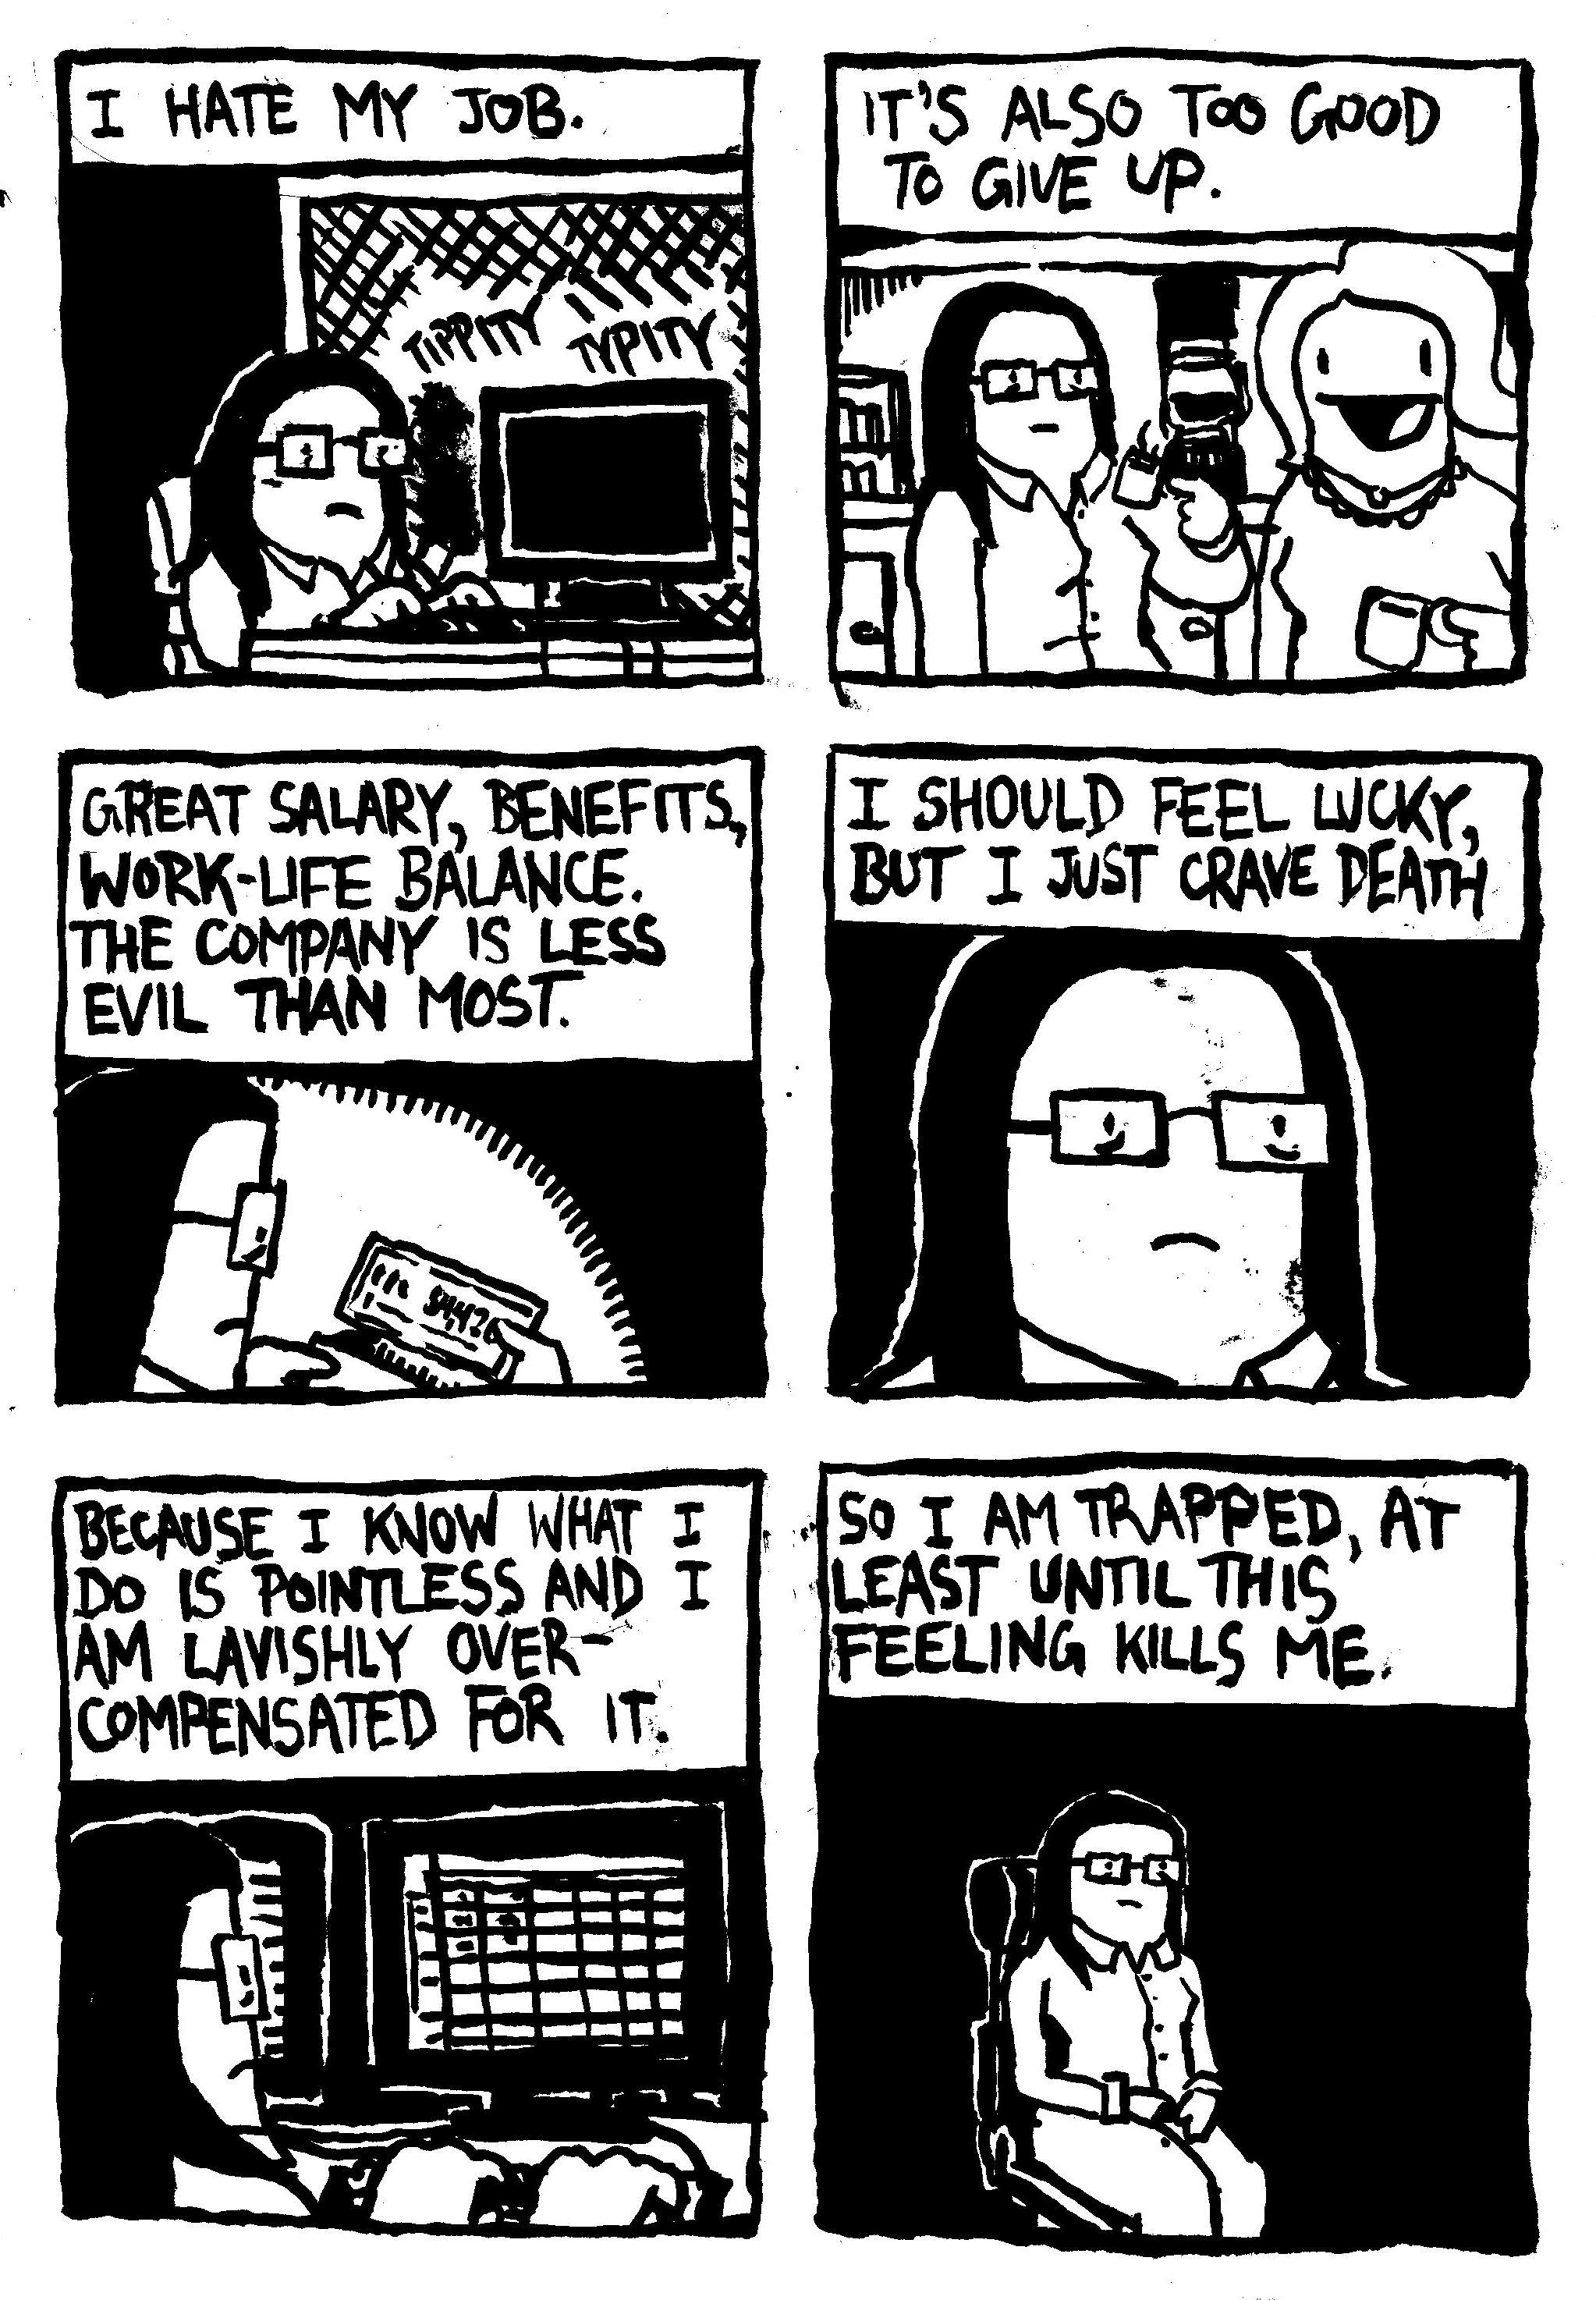 I HATE MY JOB.
TIPPITY TYPITY
IT'S ALSO TOO GOOD
TO GIVE UP.
GREAT SALARY, BENEFITS,
WORK-LIFE BALANCE.
THE COMPANY IS LESS
EVIL THAN MOST.
I SHOULD FEEL LUCKY,
BUT I JUST CRAVE DEATH
BECAUSE I KNOW WHAT I
DO IS POINTLESS AND I
AM LAVISHLY OVER-
COMPENSATED FOR IT.
SO I AM TRAPPED, AT
LEAST UNTIL THIS
FEELING KILLS ME.